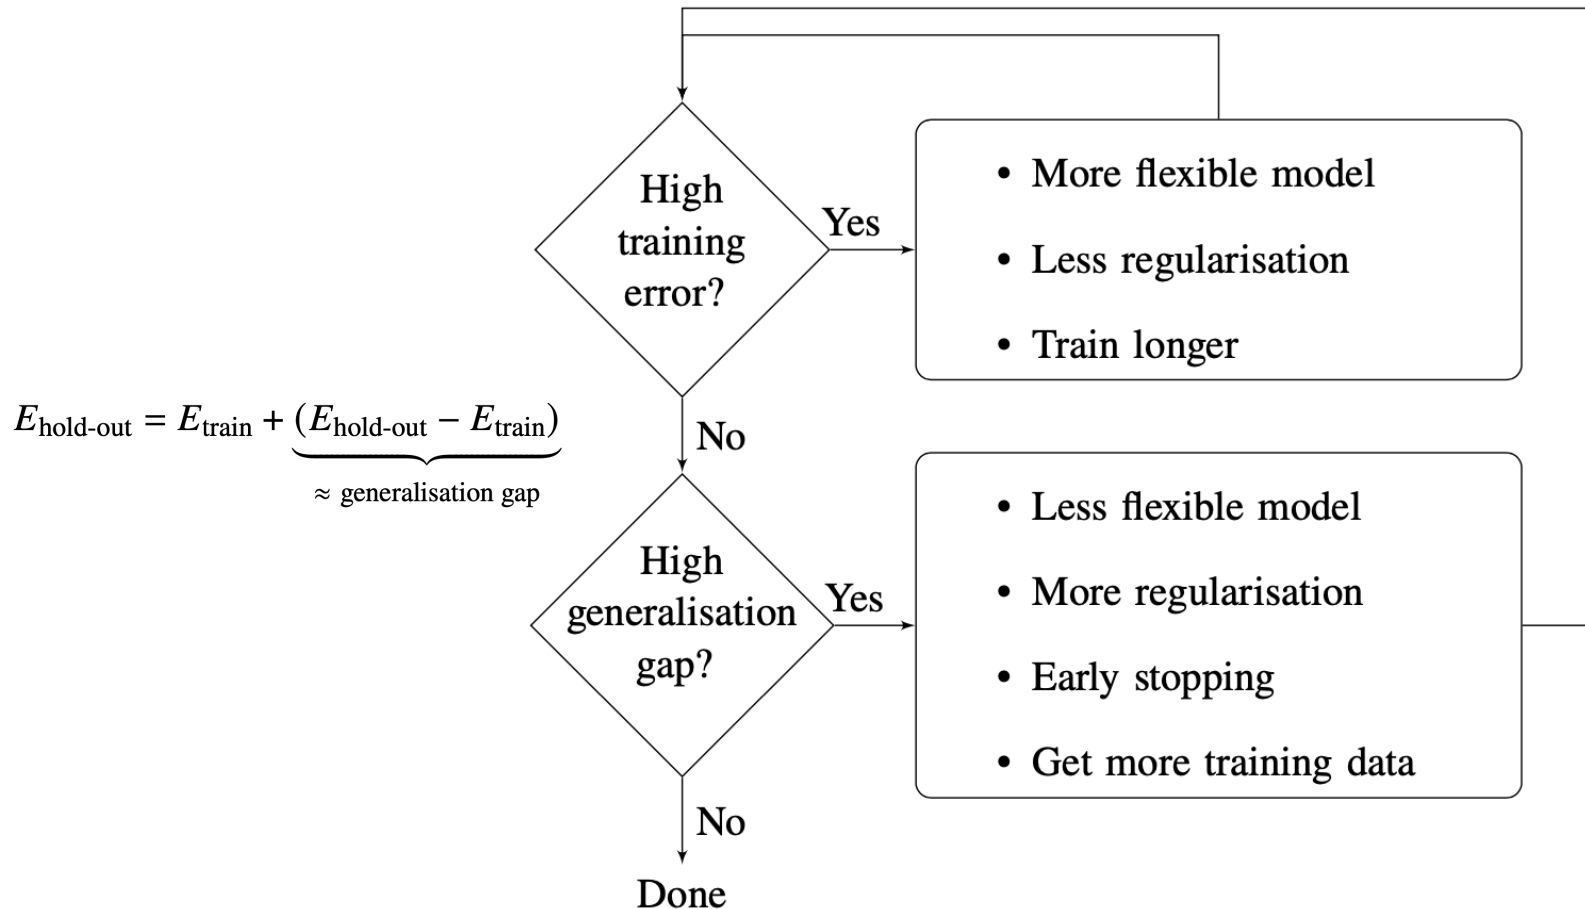 High
training
error?
Yes
• More flexible model
• Less regularisation
• Train longer
E_hold-out = E_train + (E_hold-out − E_train)
≈ generalisation gap
No
High
generalisation
gap?
Yes
• Less flexible model
• More regularisation
• Early stopping
• Get more training data
No
Done